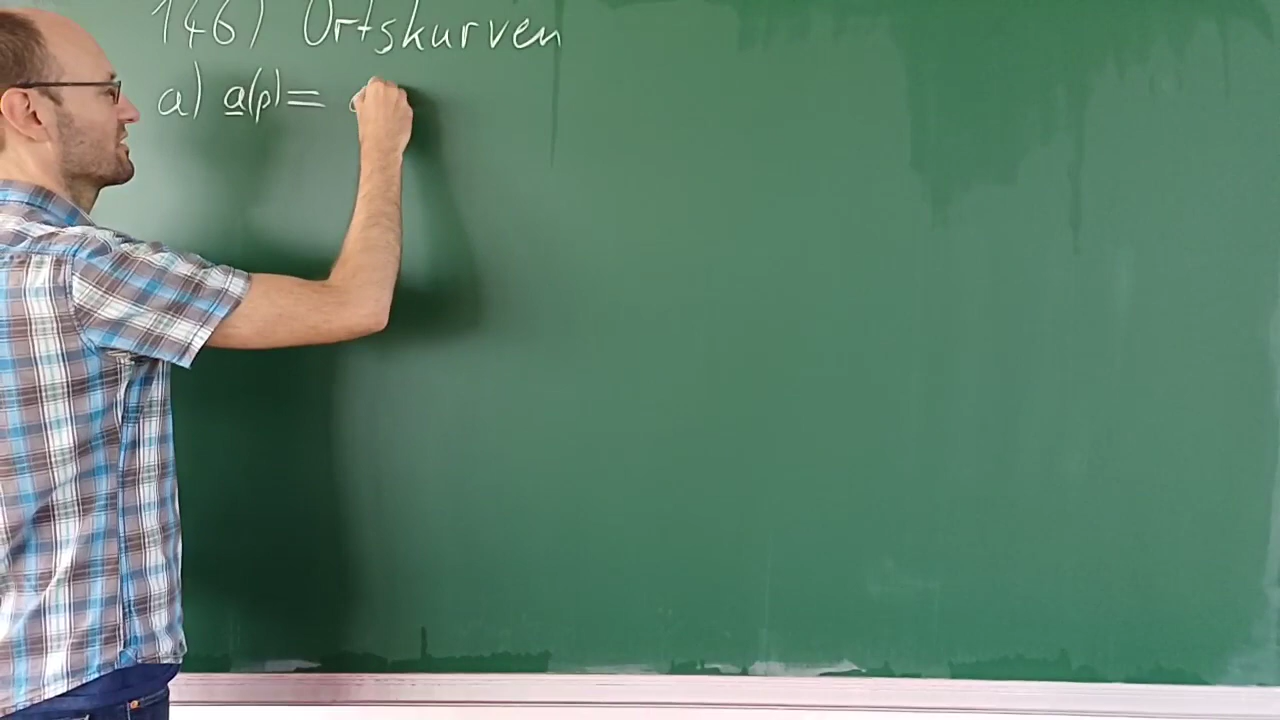 146) Ortskurven
a) a(p) =